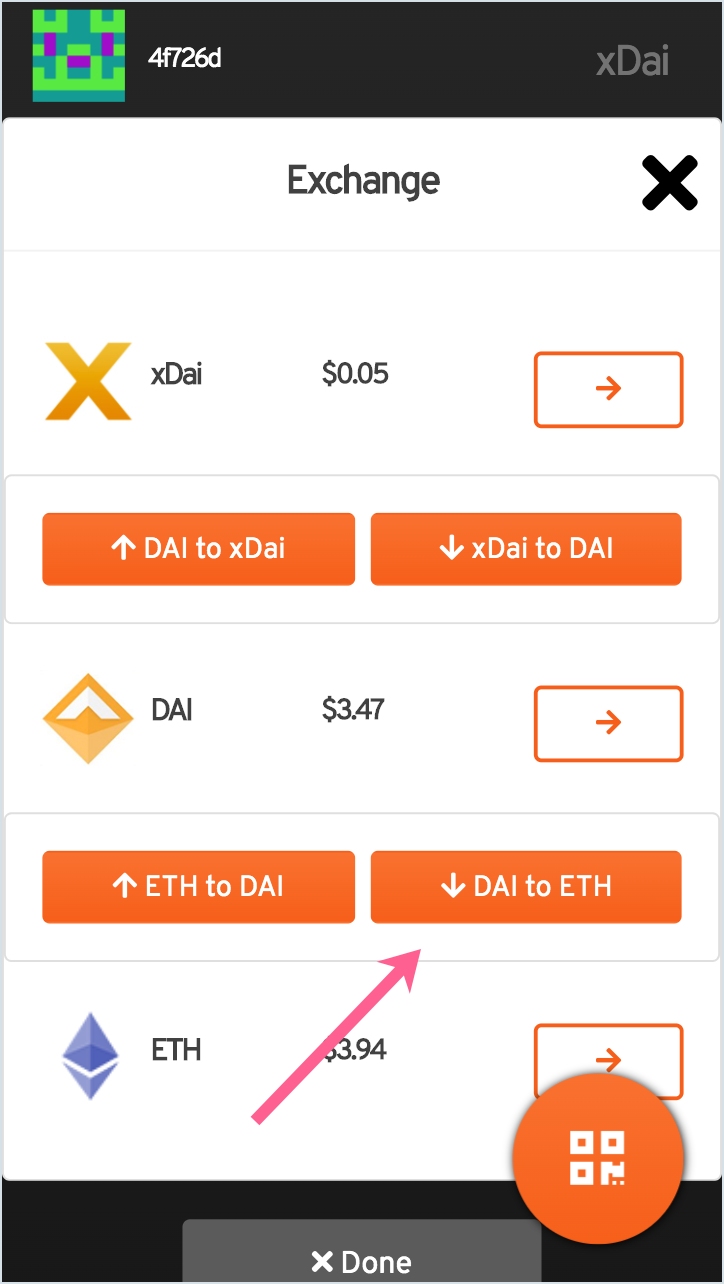 4f726d
xDai
Exchange
xDai $0.05
DAI to xDai
xDai to DAI
DAI $3.47
ETH to DAI
DAI to ETH
ETH $3.94
Done